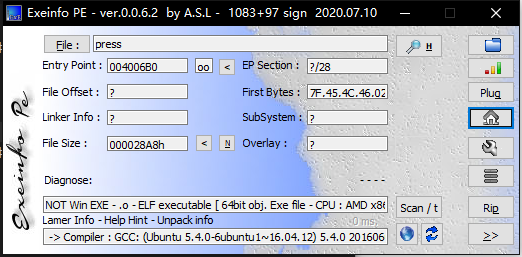 Exeinfo PE - ver.0.0.6.2 by A.S.L - 1083+97 sign 2020.07.10
File : press H
Entry Point : 004006B0 oo < EP Section : ?/28
File Offset : ? First Bytes : 7F.45.4C.46.02
Linker Info : ? SubSystem : ? Plug
File Size : 000028A8h < N Overlay : ?
Diagnose: - - - -
NOT Win EXE - .o - ELF executable [ 64bit obj. Exe file - CPU : AMD x86 Scan / t Rip
Lamer Info - Help Hint - Unpack info 0 ms.
-> Compiler : GCC: (Ubuntu 5.4.0-6ubuntu1~16.04.12) 5.4.0 201606 >>
Exeinfo Pe